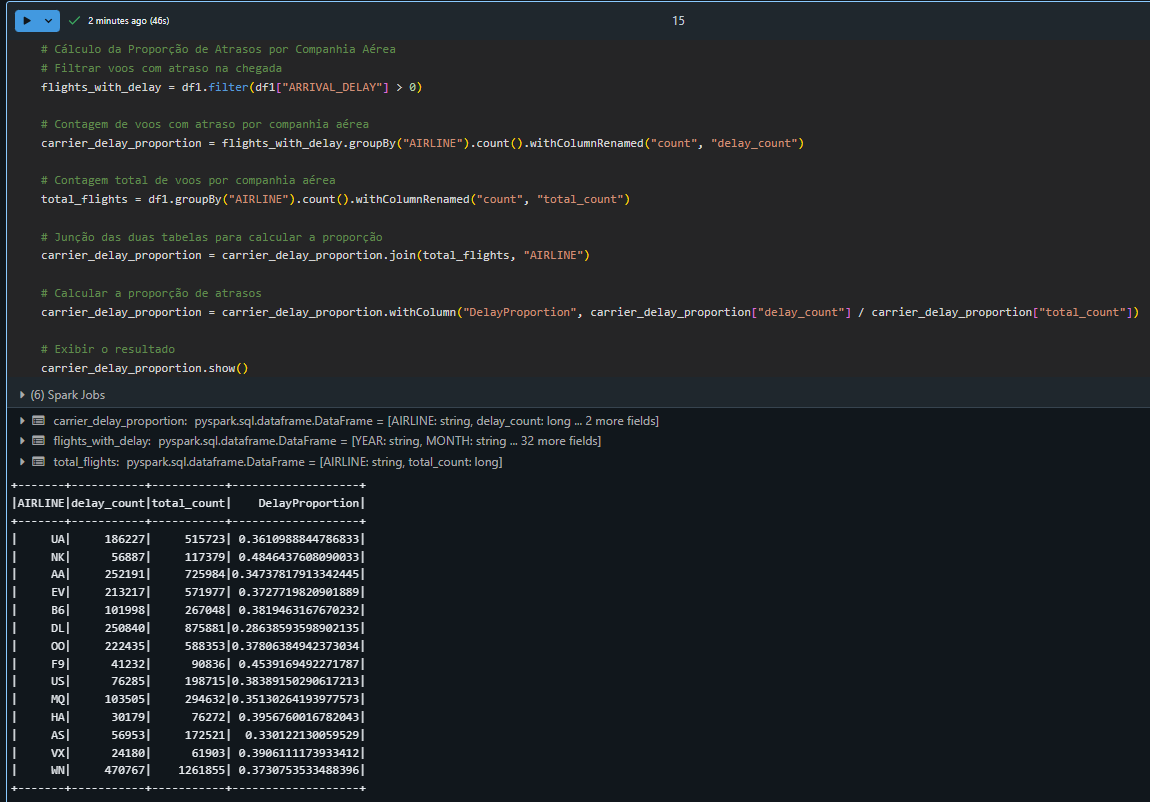 2 minutes ago (46s)
15
# Cálculo da Proporção de Atrasos por Companhia Aérea
# Filtrar voos com atraso na chegada
flights_with_delay = df1.filter(df1["ARRIVAL_DELAY"] > 0)
# Contagem de voos com atraso por companhia aérea
carrier_delay_proportion = flights_with_delay.groupBy("AIRLINE").count().withColumnRenamed("count", "delay_count")
# Contagem total de voos por companhia aérea
total_flights = df1.groupBy("AIRLINE").count().withColumnRenamed("count", "total_count")
# Junção das duas tabelas para calcular a proporção
carrier_delay_proportion = carrier_delay_proportion.join(total_flights, "AIRLINE")
# Calcular a proporção de atrasos
carrier_delay_proportion = carrier_delay_proportion.withColumn("DelayProportion", carrier_delay_proportion["delay_count"] / carrier_delay_proportion["total_count"])
# Exibir o resultado
carrier_delay_proportion.show()
(6) Spark Jobs
carrier_delay_proportion: pyspark.sql.dataframe.DataFrame = [AIRLINE: string, delay_count: long ... 2 more fields]
flights_with_delay: pyspark.sql.dataframe.DataFrame = [YEAR: string, MONTH: string ... 32 more fields]
total_flights: pyspark.sql.dataframe.DataFrame = [AIRLINE: string, total_count: long]
+-------+-----------+-----------+-------------------+
|AIRLINE|delay_count|total_count|    DelayProportion|
+-------+-----------+-----------+-------------------+
|     UA|     186227|     515723| 0.3610988844786833|
|     NK|      56887|     117379| 0.4846437608090033|
|     AA|     252191|     725984|0.34737817913342445|
|     EV|     213217|     571977| 0.3727719820901889|
|     B6|     101998|     267048| 0.3819463167670232|
|     DL|     250840|     875881|0.28638593598902135|
|     OO|     222435|     588353|0.37806384942373034|
|     F9|      41232|      90836| 0.4539169492271787|
|     US|      76285|     198715|0.38389150290617213|
|     MQ|     103505|     294632|0.35130264193977573|
|     HA|      30179|      76272| 0.3956760016782043|
|     AS|      56953|     172521|  0.330122130059529|
|     VX|      24180|      61903| 0.3906111173933412|
|     WN|     470767|    1261855| 0.3730753533488396|
+-------+-----------+-----------+-------------------+